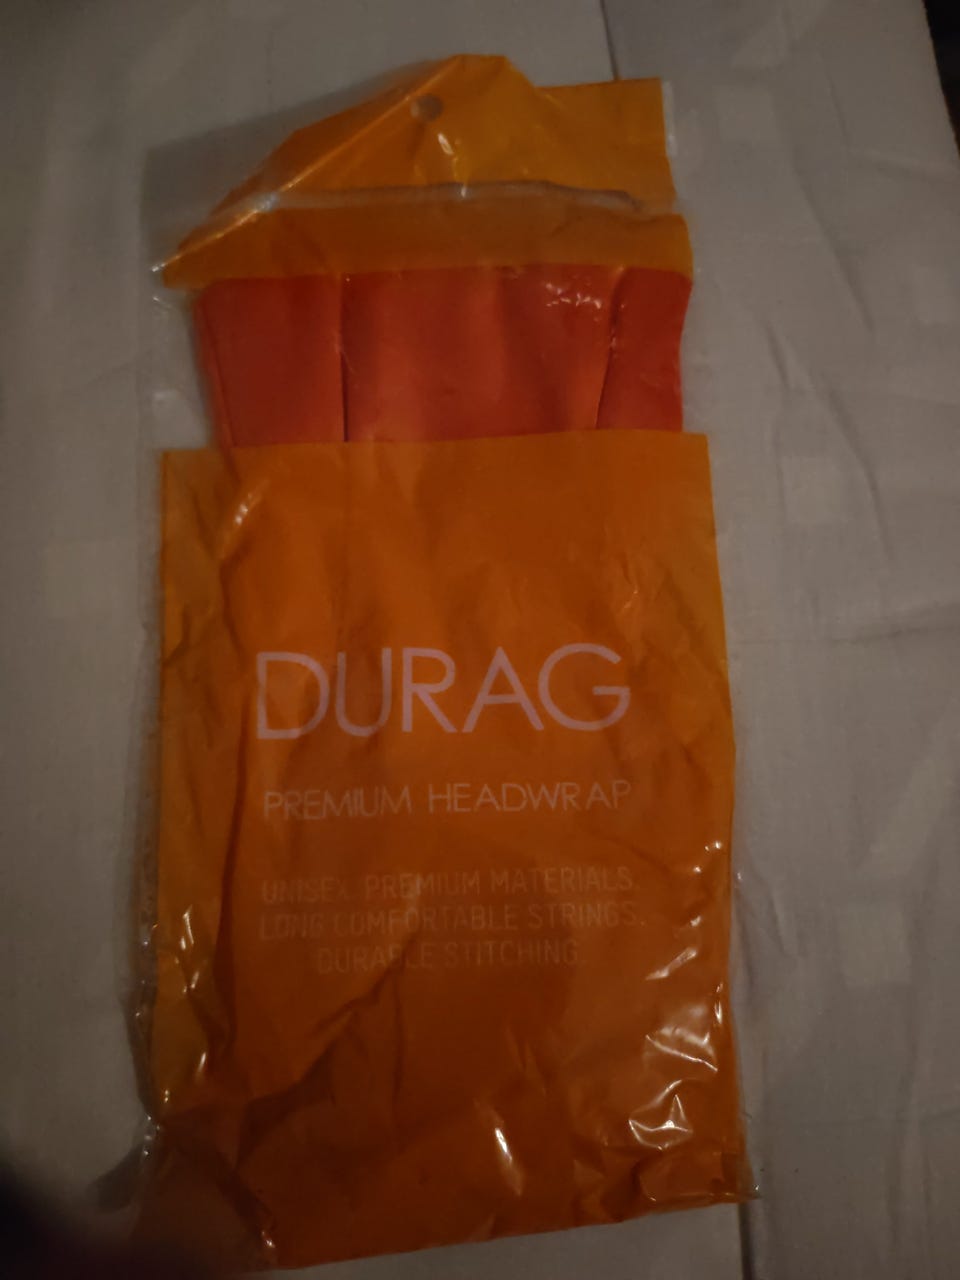 DURAG
PREMIUM HEADWRAP
UNISEX. PREMIUM MATERIALS.
LONG COMFORTABLE STRINGS.
DURABLE STITCHING.